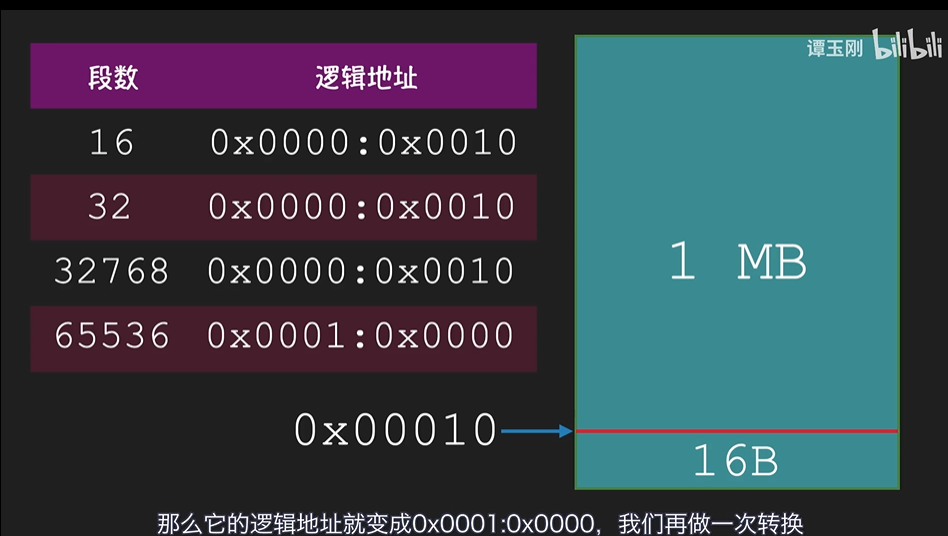 谭玉刚 bilibili
段数 逻辑地址
16 0x0000:0x0010
32 0x0000:0x0010
32768 0x0000:0x0010
65536 0x0001:0x0000
1 MB
0x00010
16B
那么它的逻辑地址就变成0x0001:0x0000，我们再做一次转换